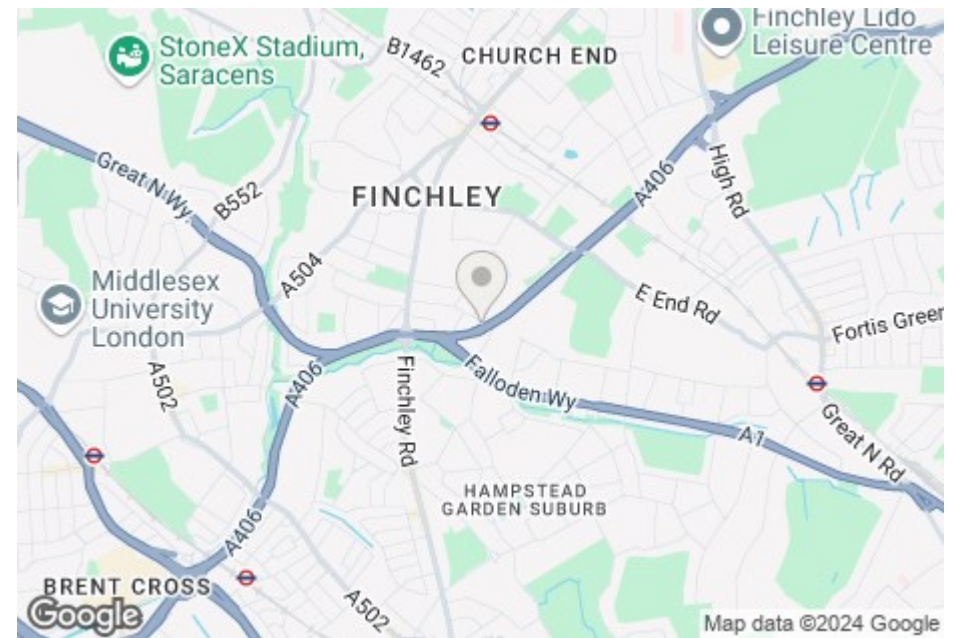 StoneX Stadium,
Saracens
B1462
CHURCH END
Finchley Lido
Leisure Centre
Great N Wy.
B552
FINCHLEY
A406
High Rd
Middlesex
University
London
A504
E End Rd
Fortis Green
A502
A406
Finchley Rd
Falloden Wy
A1
Great N Rd
HAMPSTEAD
GARDEN SUBURB
A406
BRENT CROSS
A502
Google
Map data ©2024 Google